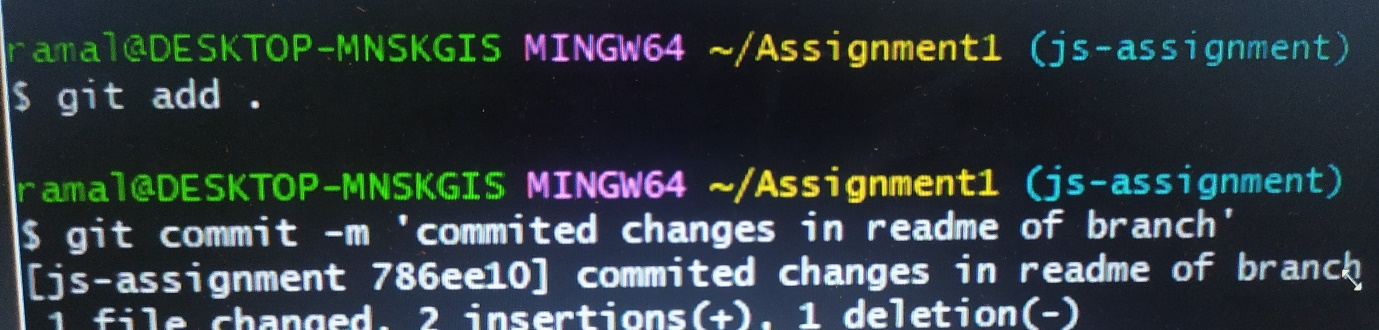 ramal@DESKTOP-MNSKGIS MINGW64 ~/Assignment1 (js-assignment)
$ git add .
ramal@DESKTOP-MNSKGIS MINGW64 ~/Assignment1 (js-assignment)
$ git commit -m 'commited changes in readme of branch'
[js-assignment 786ee10] commited changes in readme of branch
1 file changed, 2 insertions(+), 1 deletion(-)